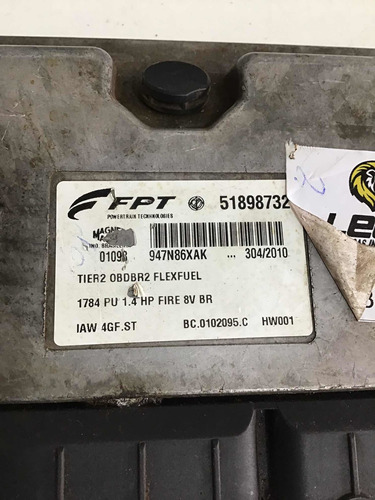 FPT 51898732
POWERTRAIN TECHNOLOGIES
01098 947N86XAK ... 304/2010
TIER2 OBDBR2 FLEXFUEL
1784 PU 1.4 HP FIRE 8V BR
IAW 4GF.ST BC.0102095.C HW001